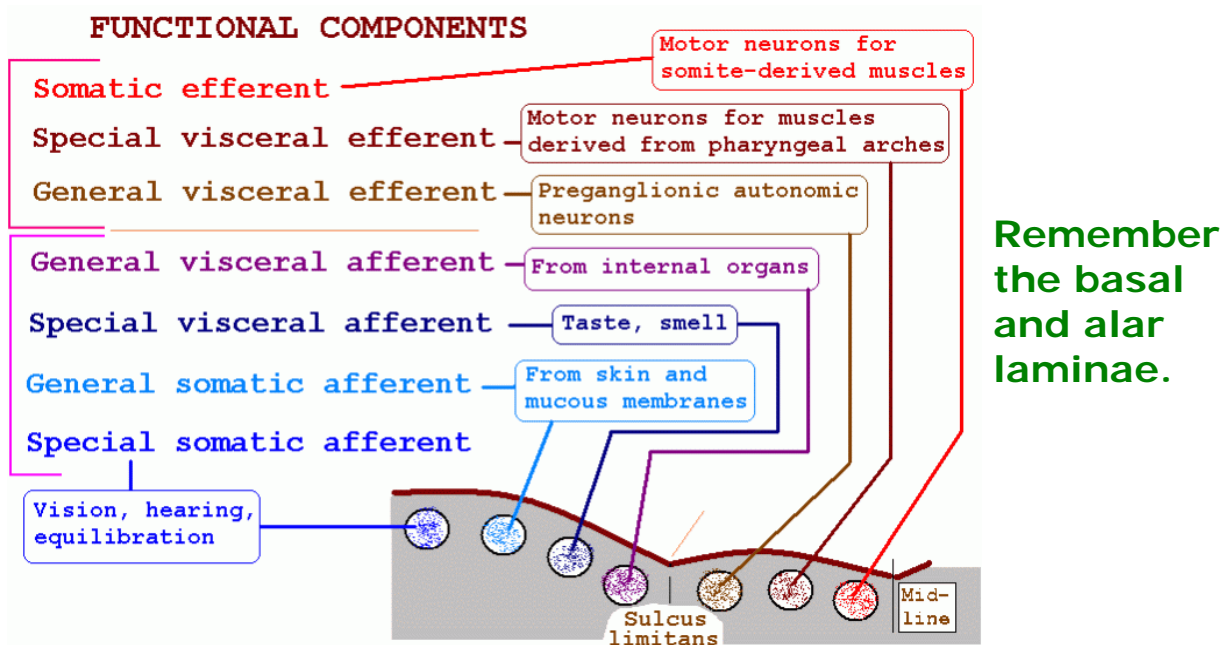 FUNCTIONAL COMPONENTS
Motor neurons for
somite-derived muscles
Somatic efferent
Motor neurons for muscles
derived from pharyngeal arches
Special visceral efferent
General visceral efferent
Preganglionic autonomic
neurons
General visceral afferent
From internal organs
Special visceral afferent
Taste, smell
General somatic afferent
From skin and
mucous membranes
Special somatic afferent
Vision, hearing,
equilibration
Sulcus
limitans
Mid-
line
Remember
the basal
and alar
laminae.